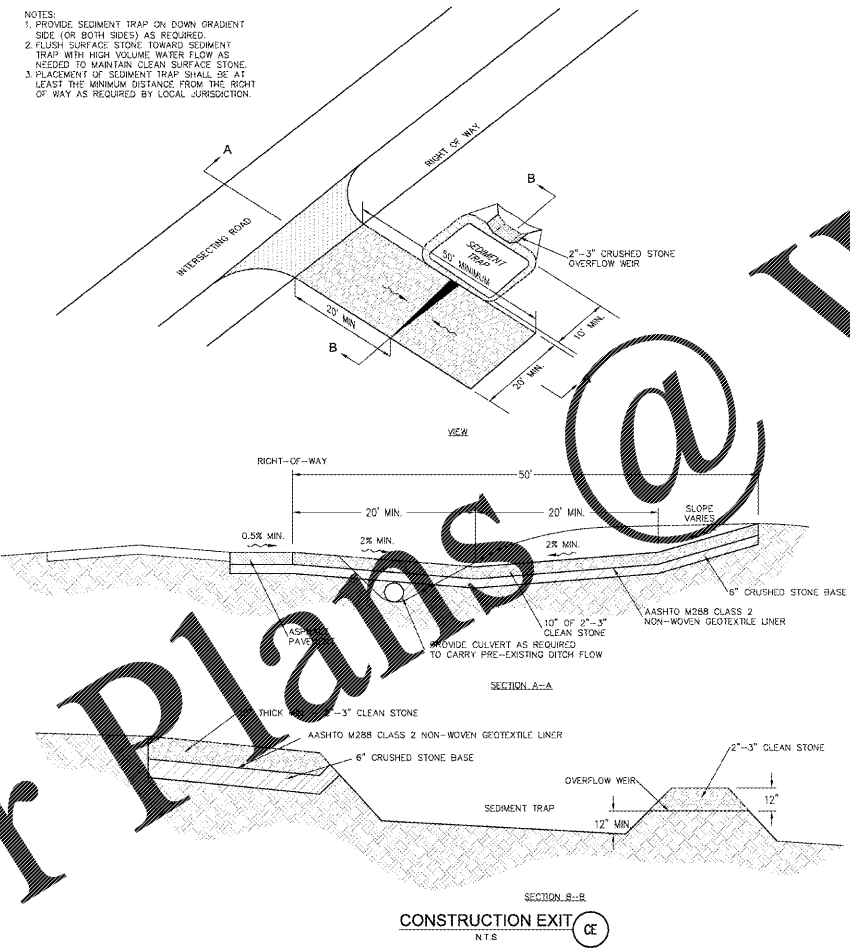 NOTES:
1. PROVIDE SEDIMENT TRAP ON DOWN GRADIENT
SIDE (OR BOTH SIDES) AS REQUIRED.
2. FLUSH SURFACE STONE TOWARD SEDIMENT
TRAP WITH HIGH VOLUME WATER FLOW AS
NEEDED TO MAINTAIN CLEAN SURFACE STONE.
3. PLACEMENT OF SEDIMENT TRAP SHALL BE AT
LEAST THE MINIMUM DISTANCE FROM THE RIGHT
OF WAY AS REQUIRED BY LOCAL JURISDICTION.
A
RIGHT OF WAY
B
INTERSECTING ROAD
SEDIMENT
TRAP
50' MINIMUM
2"-3" CRUSHED STONE
OVERFLOW WEIR
20' MIN.
B
10' MIN.
20' MIN.
VIEW
RIGHT-OF-WAY
50'
20' MIN.
20' MIN.
SLOPE
VARIES
0.5% MIN.
2% MIN.
2% MIN.
6" CRUSHED STONE BASE
AASHTO M288 CLASS 2
NON-WOVEN GEOTEXTILE LINER
10" OF 2"-3"
CLEAN STONE
ASPHALT
PAVEMENT
PROVIDE CULVERT AS REQUIRED
TO CARRY PRE-EXISTING DITCH FLOW
SECTION A-A
THICK 2"-3" CLEAN STONE
AASHTO M288 CLASS 2 NON-WOVEN GEOTEXTILE LINER
6" CRUSHED STONE BASE
2"-3" CLEAN STONE
OVERFLOW WEIR
SEDIMENT TRAP
12"
12" MIN.
SECTION B-B
CONSTRUCTION EXIT
CE
N.T.S
r Plans @